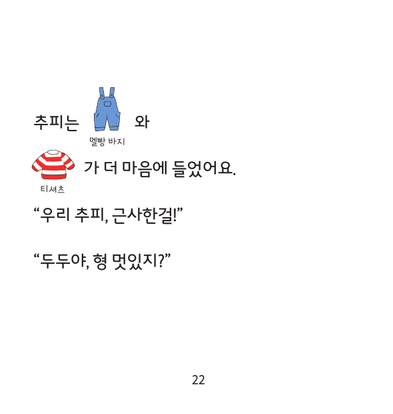 추피는 와
멜빵 바지
가 더 마음에 들었어요.
티셔츠
“우리 추피, 근사한걸!”
“두두야, 형 멋있지?”
22